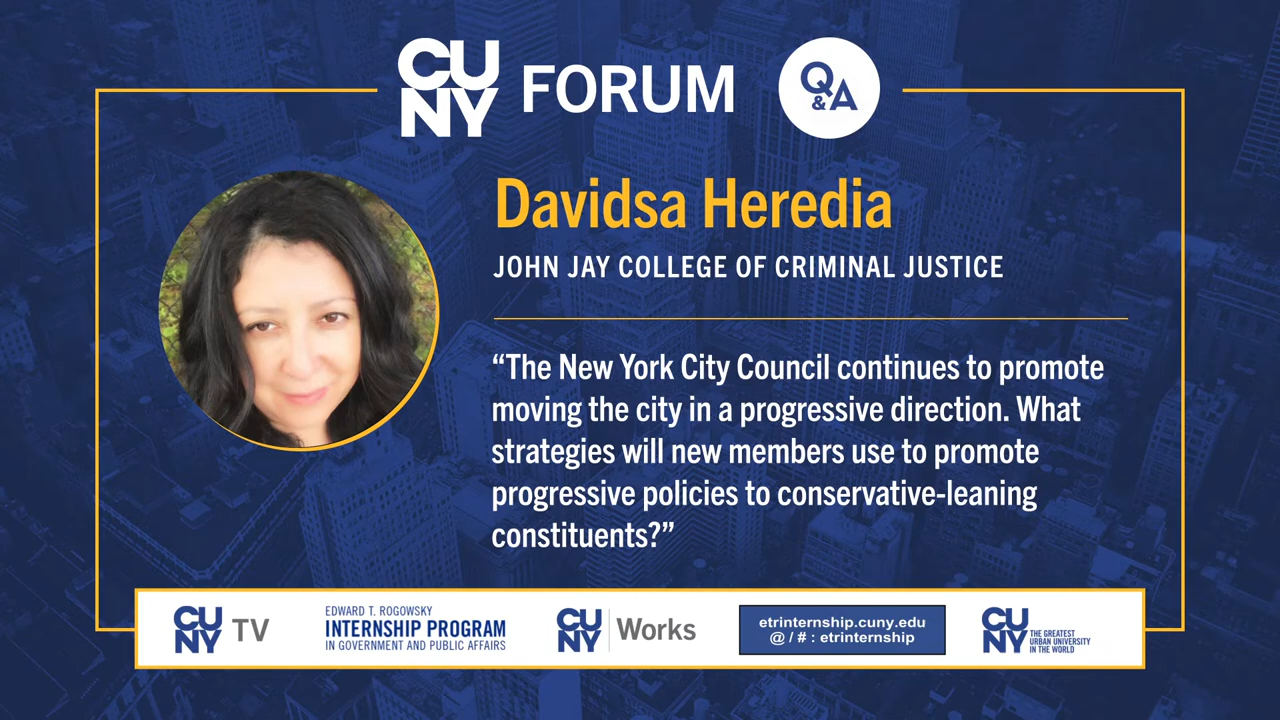 CU
NY
FORUM
Q
&A
Davidsa Heredia
JOHN JAY COLLEGE OF CRIMINAL JUSTICE
“The New York City Council continues to promote
moving the city in a progressive direction. What
strategies will new members use to promote
progressive policies to conservative-leaning
constituents?”
CU
NY
TV
EDWARD T. ROGOWSKY
INTERNSHIP PROGRAM
IN GOVERNMENT AND PUBLIC AFFAIRS
CU
NY
Works
etrinternship.cuny.edu
@ / # : etrinternship
CU
NY
THE GREATEST
URBAN UNIVERSITY
IN THE WORLD